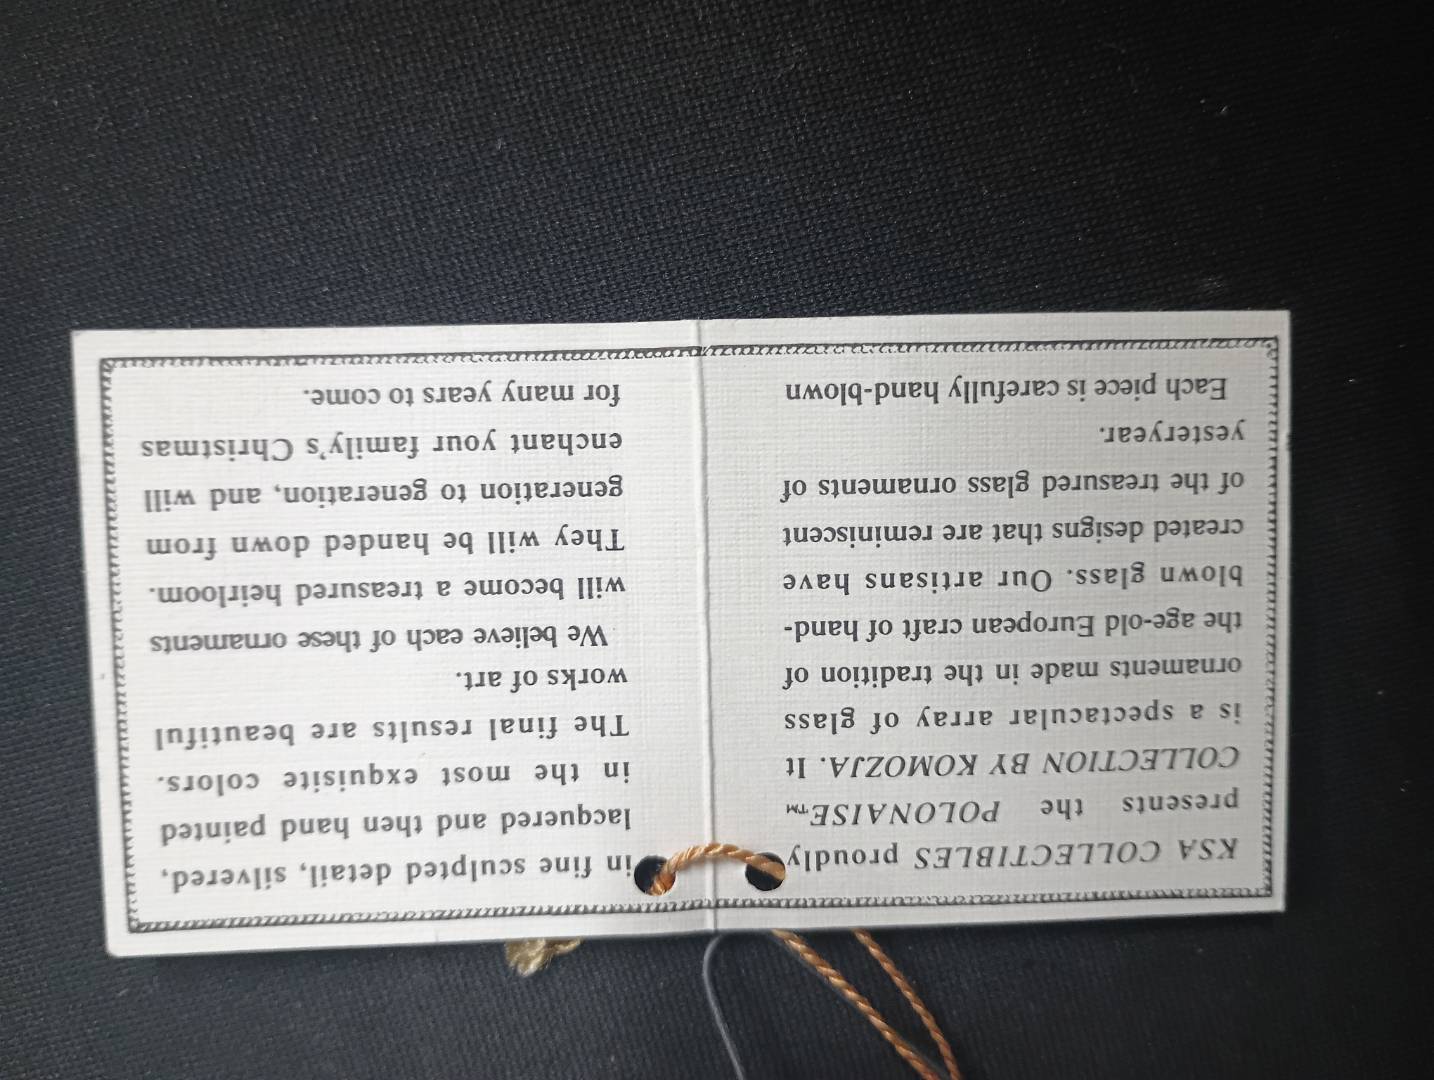 KSA COLLECTIBLES proudly
presents the POLONAISE™
COLLECTION BY KOMOZJA. It
is a spectacular array of glass
ornaments made in the tradition of
the age-old European craft of hand-
blown glass. Our artisans have
created designs that are reminiscent
of the treasured glass ornaments of
yesteryear.
Each piece is carefully hand-blown
in fine sculpted detail, silvered,
lacquered and then hand painted
in the most exquisite colors.
The final results are beautiful
works of art.
We believe each of these ornaments
will become a treasured heirloom.
They will be handed down from
generation to generation, and will
enchant your family's Christmas
for many years to come.